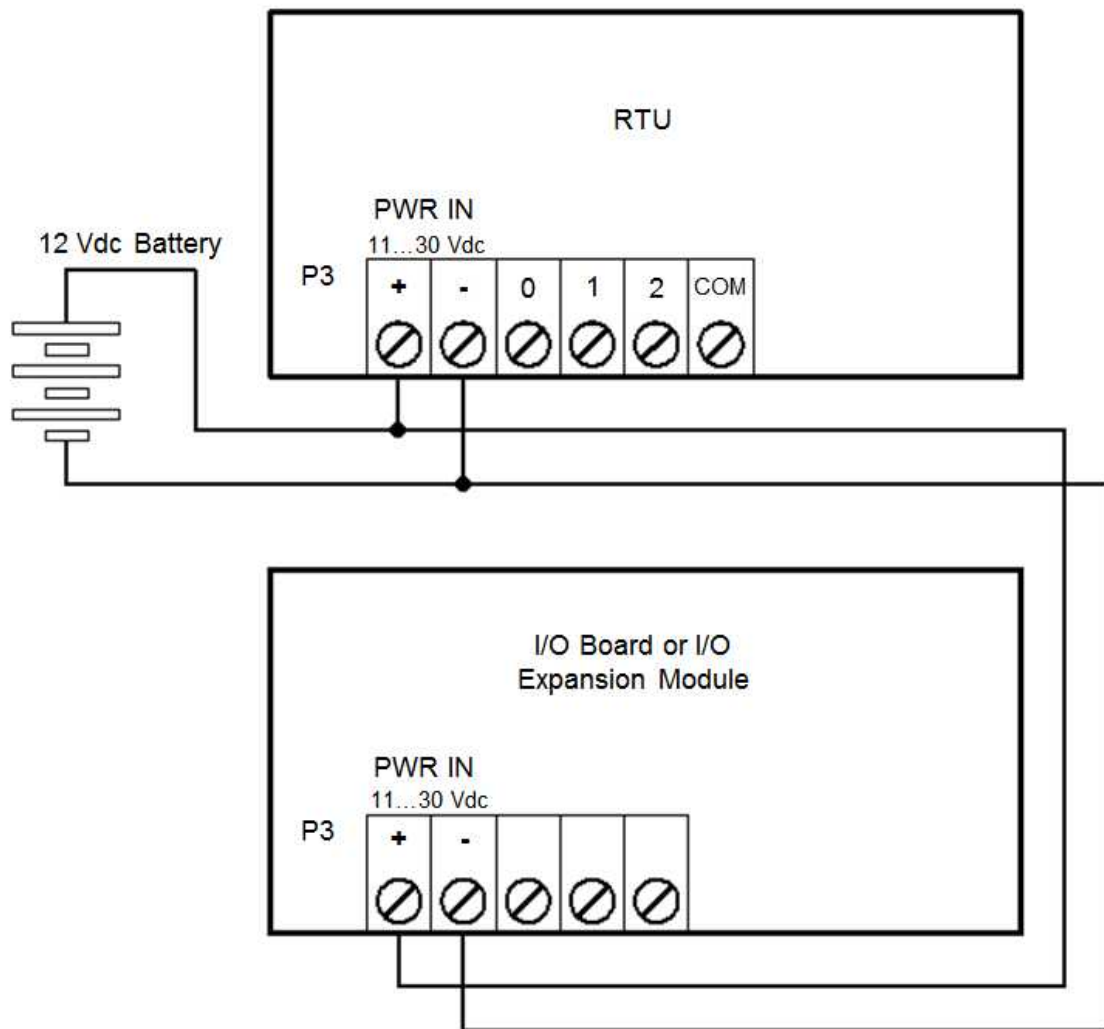 RTU
PWR IN
11...30 Vdc
12 Vdc Battery
P3
+ - 0 1 2 COM
I/O Board or I/O
Expansion Module
PWR IN
11...30 Vdc
P3
+ -